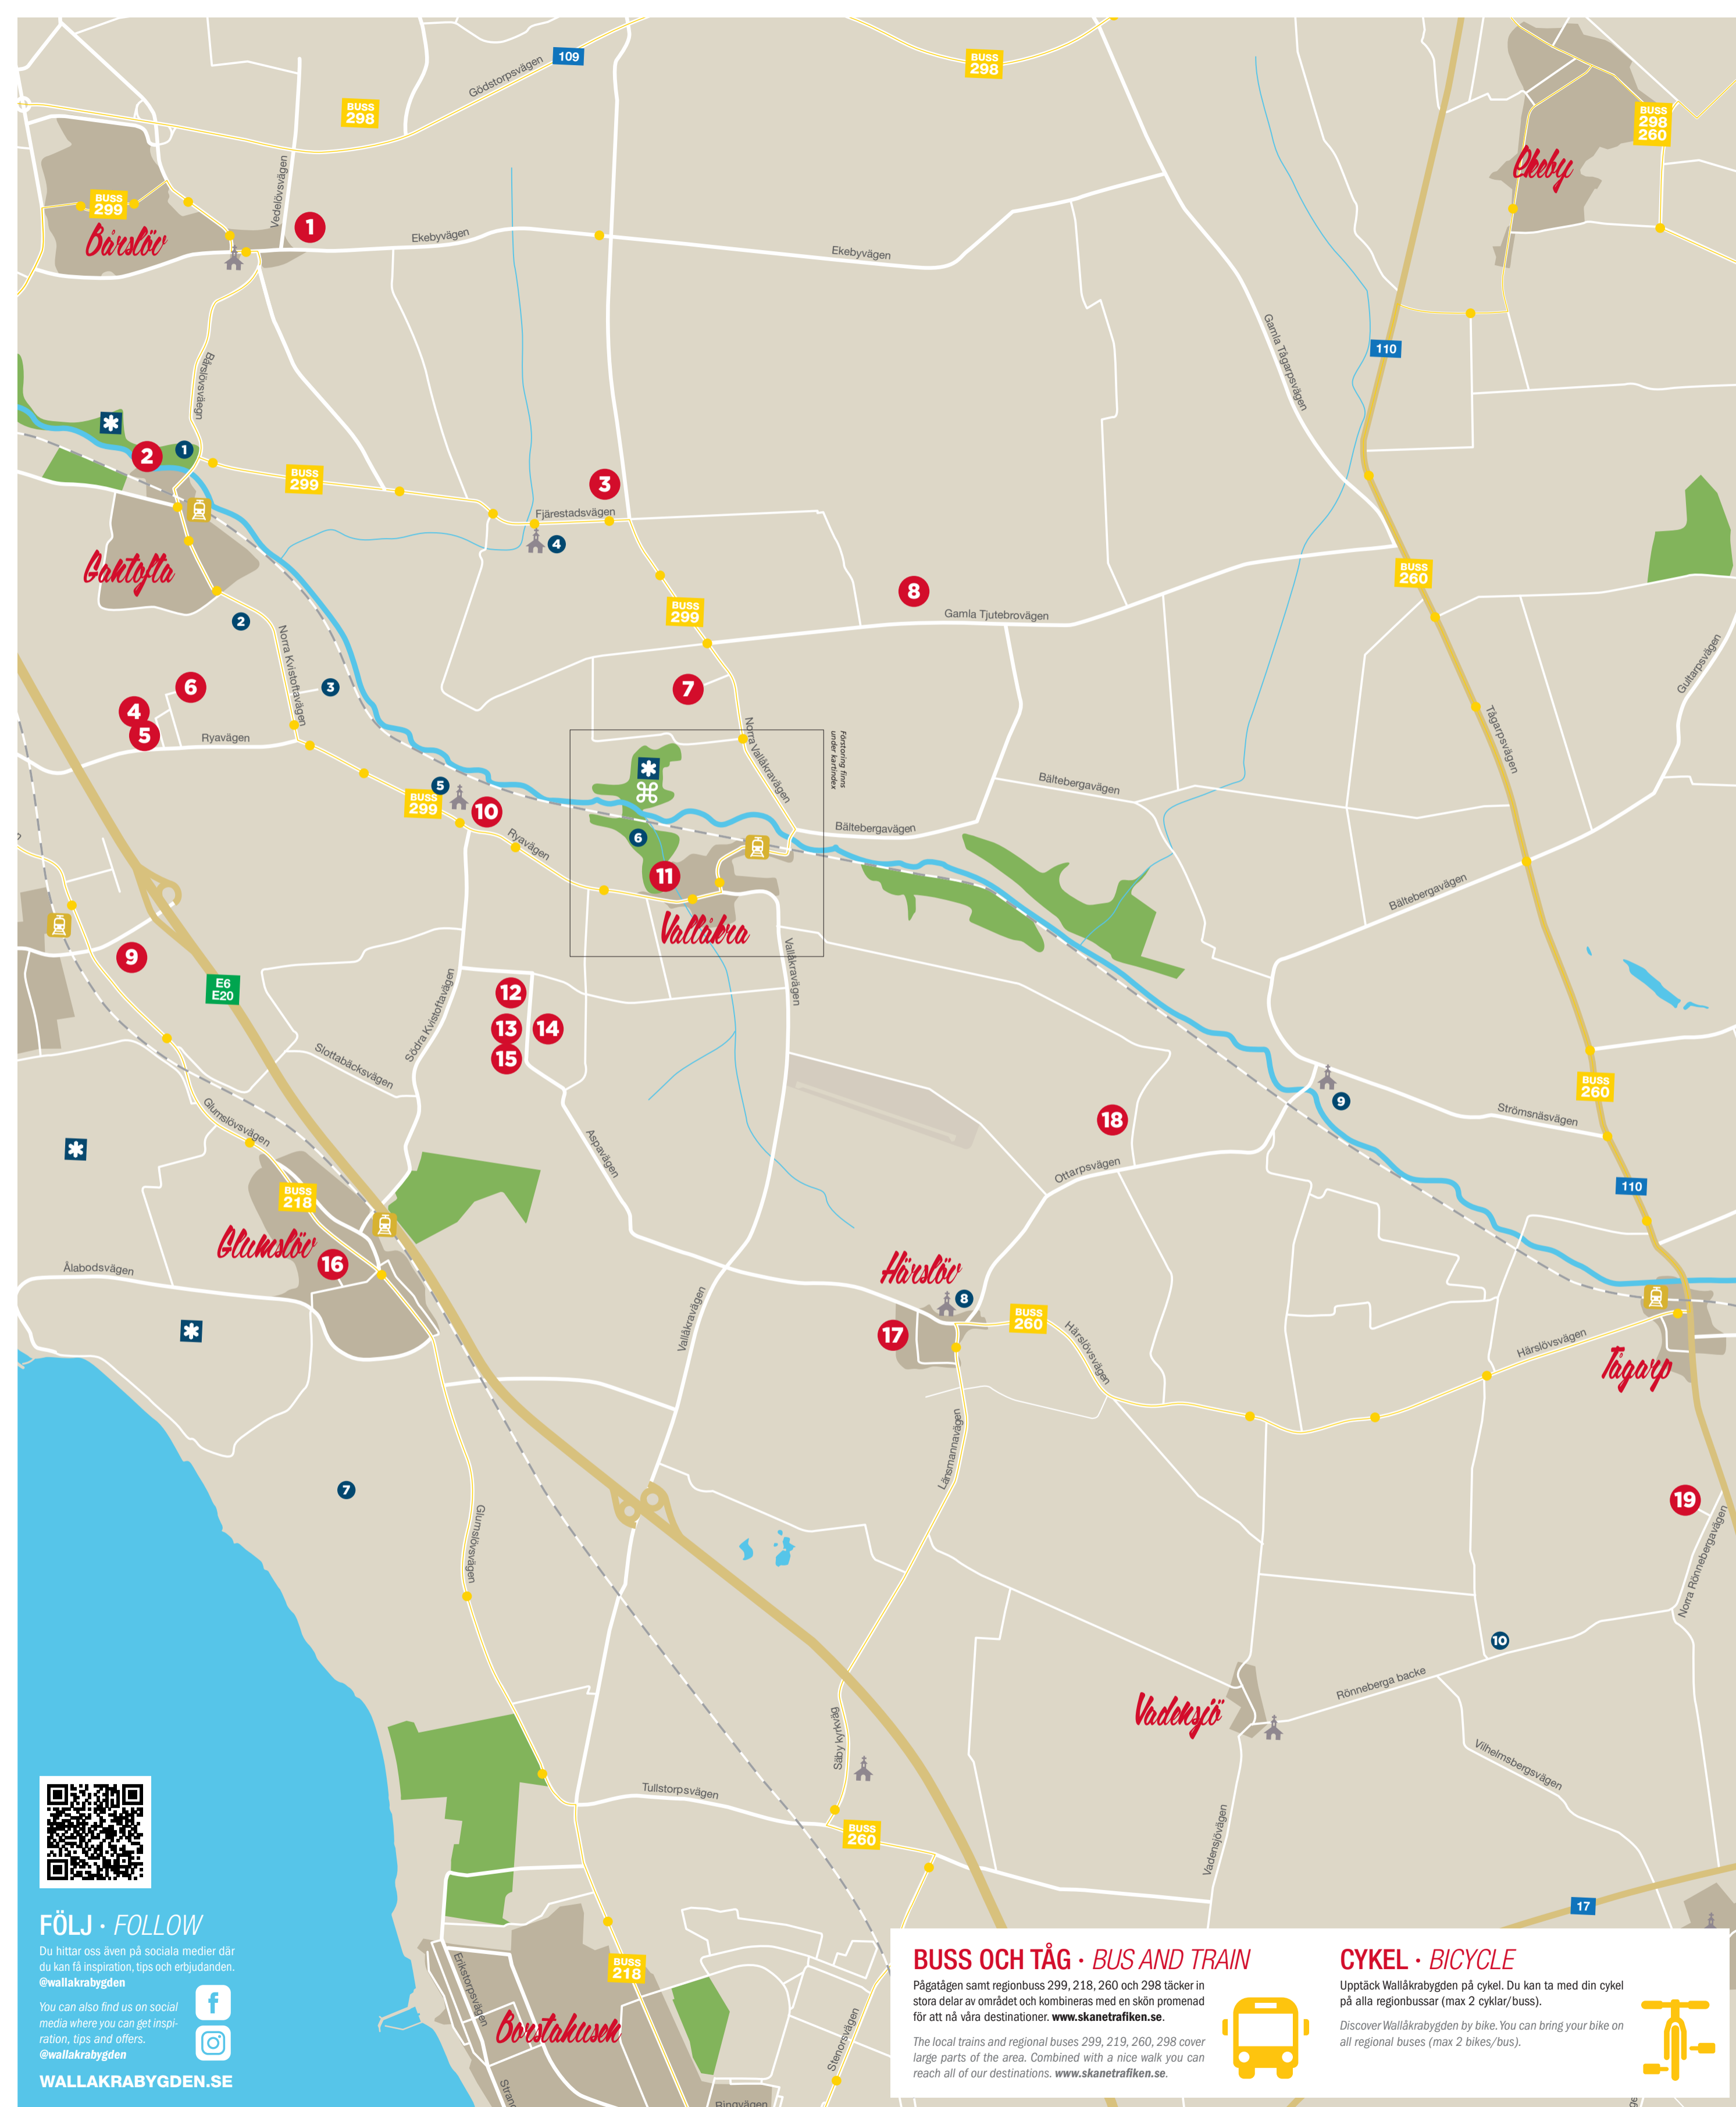 109
Gödstorpsvägen
BUSS
298
BUSS
298
BUSS
298
260
Ekeby
Vedelövsvägen
BUSS
299
Bårslöv
1
Ekebyvägen
Ekebyvägen
Gamla Tågarpsvägen
110
Bårslövsvägen
2
1
BUSS
299
3
Fjärestadsvägen
4
Gantofta
BUSS
260
8
BUSS
299
Gamla Tjutebrovägen
2
Norra Kvistoftavägen
Gultarpsvägen
6
3
7
4
5
Ryavägen
Norra Vallåkravägen
Förstoring finns
under kartindex
Tågarpsvägen
Bältebergavägen
5
BUSS
299
10
Ryavägen
6
Bältebergavägen
11
Bältebergavägen
Vallåkra
9
E6
E20
Södra Kvistoftavägen
12
13
14
15
Vallåkravägen
Slottabäcksvägen
Glumslövsvägen
BUSS
260
9
18
Strömsnäsvägen
Aspavägen
Ottarpsvägen
110
BUSS
218
Glumslöv
16
Ålabodsvägen
Härslöv
8
17
BUSS
260
Härslövsvägen
Vallåkravägen
Härslövsvägen
Tågarp
Länsmannavägen
7
Glumslövsvägen
19
Norra Rönnebergavägen
10
Rönneberga backe
Vadensjö
Säby kyrkväg
Vilhelmsbergsvägen
Tullstorpsvägen
BUSS
260
Vadensjövägen
17
BUSS
218
Erikstorpsvägen
Borstahusen
Stenorsvägen
Ringvägen
FÖLJ · FOLLOW
Du hittar oss även på sociala medier där
du kan få inspiration, tips och erbjudanden.
@wallakrabygden
You can also find us on social
media where you can get inspi-
ration, tips and offers.
@wallakrabygden
WALLAKRABYGDEN.SE
BUSS OCH TÅG · BUS AND TRAIN
Pågatågen samt regionbuss 299, 218, 260 och 298 täcker in
stora delar av området och kombineras med en skön promenad
för att nå våra destinationer. www.skanetrafiken.se.
The local trains and regional buses 299, 219, 260, 298 cover
large parts of the area. Combined with a nice walk you can
reach all of our destinations. www.skanetrafiken.se.
CYKEL · BICYCLE
Upptäck Wallåkrabygden på cykel. Du kan ta med din cykel
på alla regionbussar (max 2 cyklar/buss).
Discover Wallåkrabygden by bike. You can bring your bike on
all regional buses (max 2 bikes/bus).